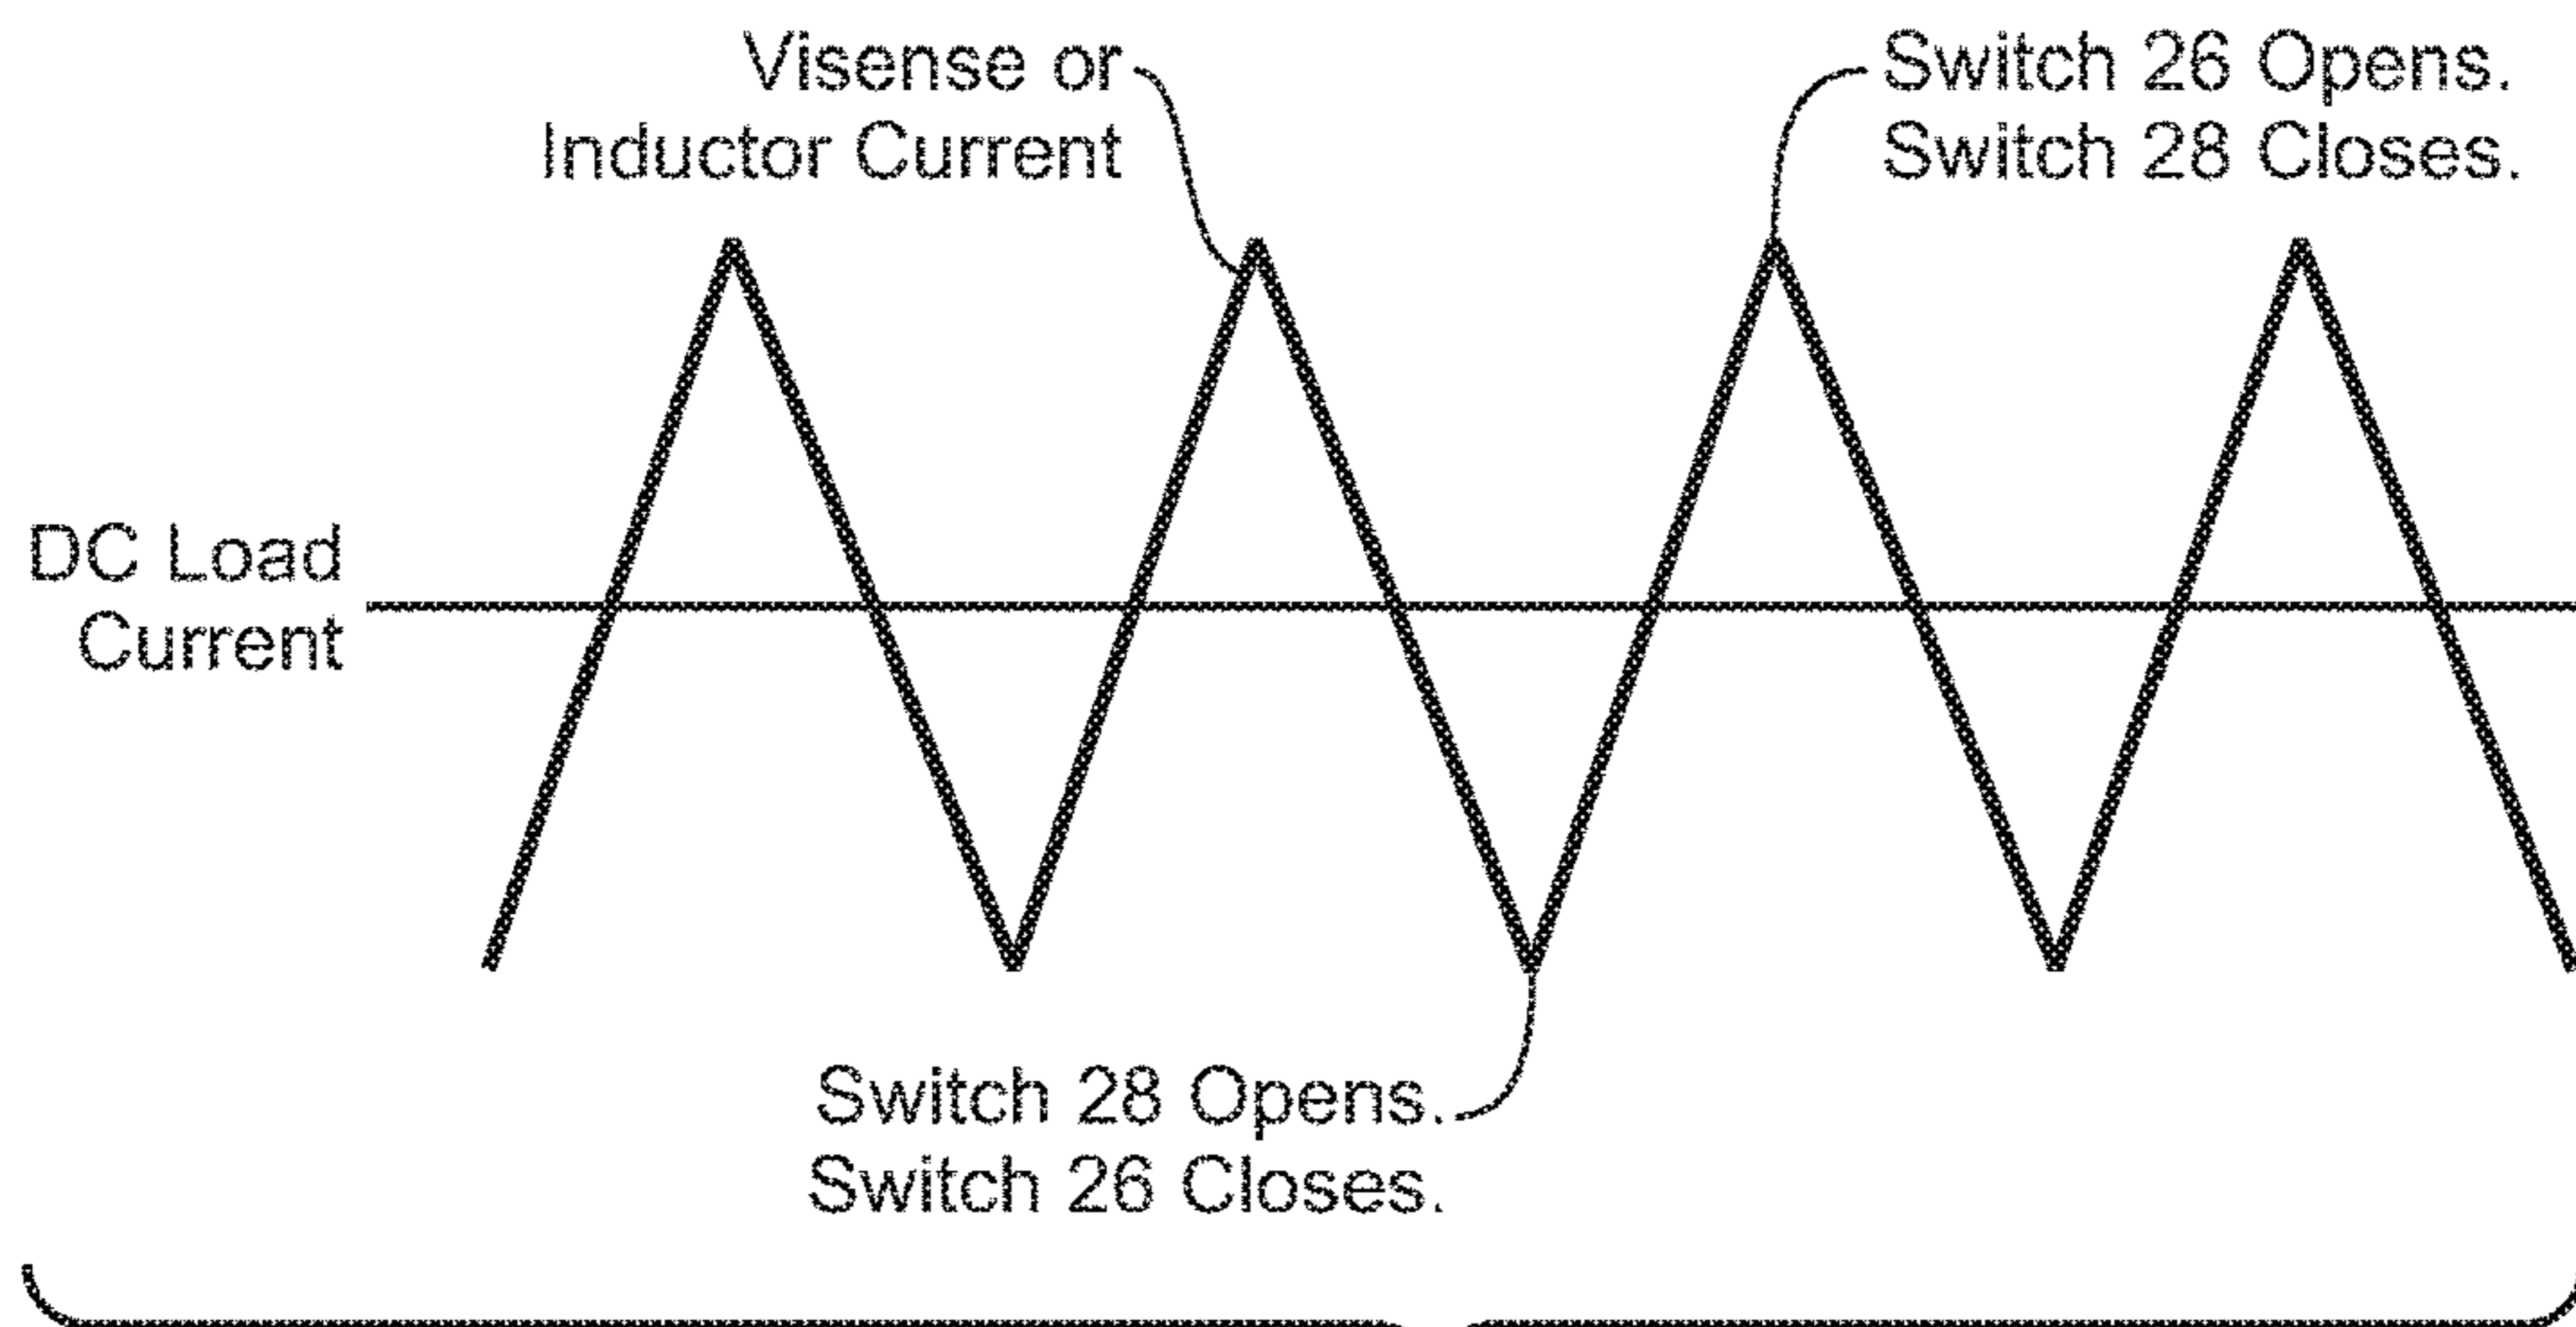 Visense or
Inductor Current
Switch 26 Opens.
Switch 28 Closes.
DC Load
Current
Switch 28 Opens.
Switch 26 Closes.